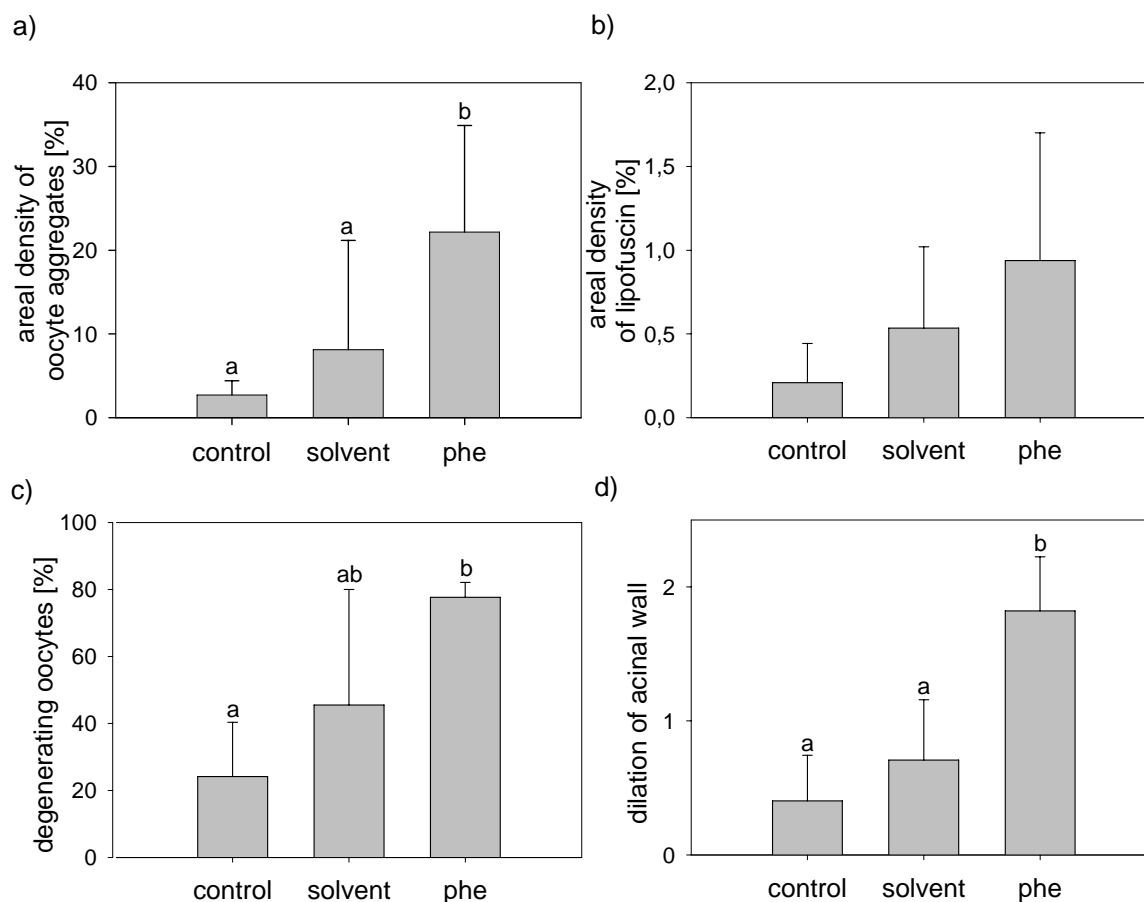 a)
areal density of
oocyte aggregates [%]
40
30
20
10
0
a
a
b
control solvent phe
b)
areal density
of lipofuscin [%]
2,0
1,5
1,0
0,5
0,0
control solvent phe
c)
degenerating oocytes [%]
100
80
60
40
20
0
a
ab
b
control solvent phe
d)
dilation of acinal wall
2
1
0
a
a
b
control solvent phe